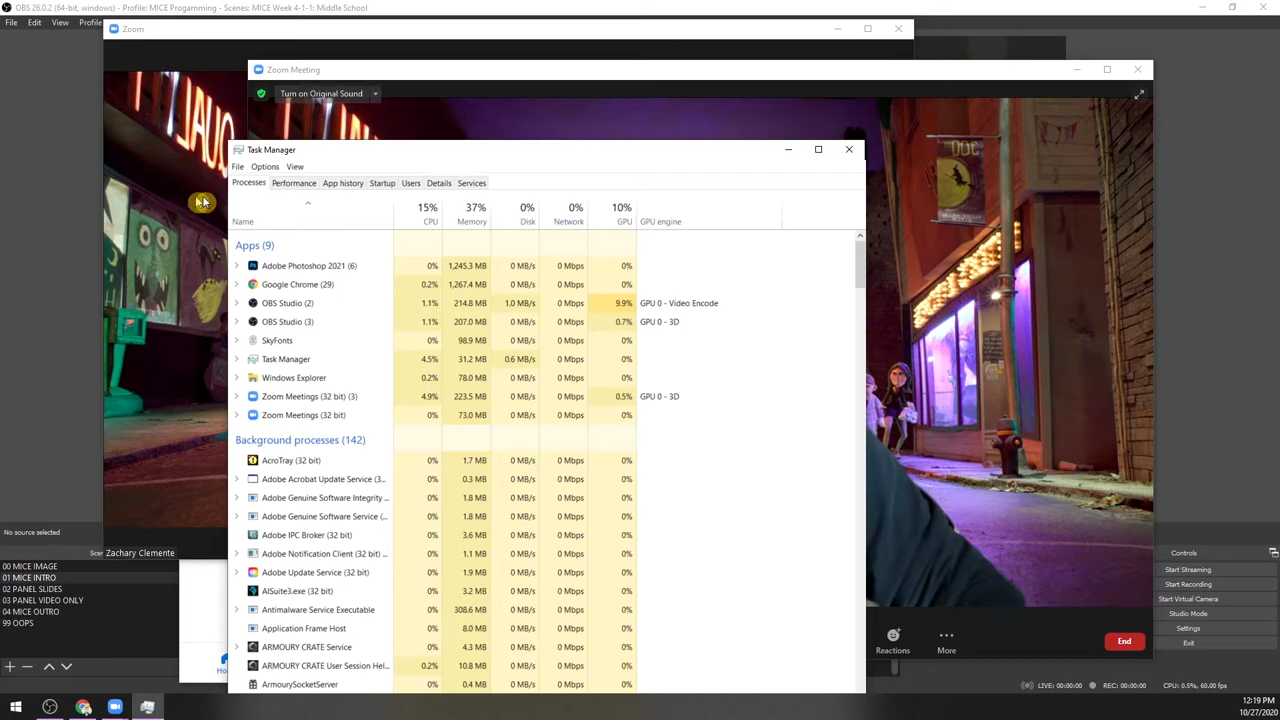 OBS 26.0.2 (64-bit, windows) - Profile: MICE Progamming - Scenes: MICE Week 4-1-1: Middle School
File Edit View Profile
Zoom
Zoom Meeting
Turn on Original Sound
Task Manager
File Options View
Processes Performance App history Startup Users Details Services
15% 37% 0% 0% 10%
Name CPU Memory Disk Network GPU GPU engine
Apps (9)
Adobe Photoshop 2021 (6) 0% 1,245.3 MB 0 MB/s 0 Mbps 0%
Google Chrome (29) 0.2% 1,267.4 MB 0 MB/s 0 Mbps 0%
OBS Studio (2) 1.1% 214.8 MB 1.0 MB/s 0 Mbps 9.9% GPU 0 - Video Encode
OBS Studio (3) 1.1% 207.0 MB 0 MB/s 0 Mbps 0.7% GPU 0 - 3D
SkyFonts 0% 98.9 MB 0 MB/s 0 Mbps 0%
Task Manager 4.5% 31.2 MB 0.6 MB/s 0 Mbps 0%
Windows Explorer 0.2% 78.0 MB 0 MB/s 0 Mbps 0%
Zoom Meetings (32 bit) (3) 4.9% 223.5 MB 0 MB/s 0 Mbps 0.5% GPU 0 - 3D
Zoom Meetings (32 bit) 0% 73.0 MB 0 MB/s 0 Mbps 0%
Background processes (142)
AcroTray (32 bit) 0% 1.7 MB 0 MB/s 0 Mbps 0%
Adobe Acrobat Update Service (3... 0% 0.3 MB 0 MB/s 0 Mbps 0%
Adobe Genuine Software Integrity ... 0% 0.3 MB 0 MB/s 0 Mbps 0%
Adobe Genuine Software Service (... 0% 0.3 MB 0 MB/s 0 Mbps 0%
Adobe IPC Broker (32 bit) 0% 3.6 MB 0 MB/s 0 Mbps 0%
Adobe Notification Client (32 bit) ... 0% 1.1 MB 0 MB/s 0 Mbps 0%
Adobe Update Service (32 bit) 0% 1.9 MB 0 MB/s 0 Mbps 0%
AISuite3.exe (32 bit) 0% 3.2 MB 0 MB/s 0 Mbps 0%
Antimalware Service Executable 0% 308.6 MB 0 MB/s 0 Mbps 0%
Application Frame Host 0% 8.0 MB 0 MB/s 0 Mbps 0%
ARMOURY CRATE Service 0% 4.3 MB 0 MB/s 0 Mbps 0%
ARMOURY CRATE User Session Hel... 0.2% 10.8 MB 0 MB/s 0 Mbps 0%
ArmourySocketServer 0% 0.4 MB 0 MB/s 0 Mbps 0%
No source selected
Scen
Zachary Clemente
00 MICE IMAGE
01 MICE INTRO
02 PANEL SLIDES
03 PANEL VIDEO ONLY
04 MICE OUTRO
99 OOPS
Ho
Reactions
More
End
Controls
Start Streaming
Start Recording
Start Virtual Camera
Studio Mode
Settings
Exit
LIVE: 00:00:00 REC: 00:00:00 CPU: 0.5%, 60.00 fps
12:19 PM
10/27/2020